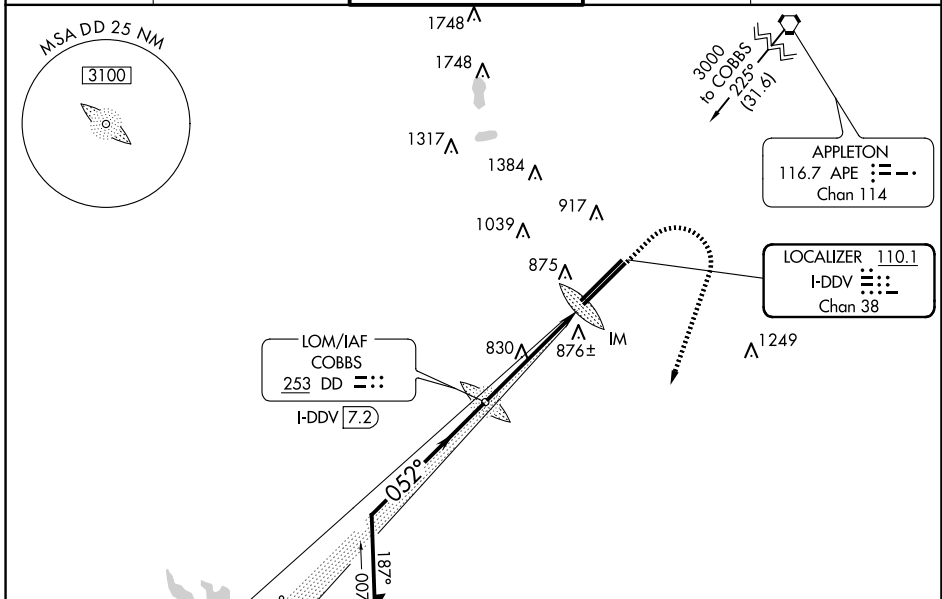 MSA DD 25 NM
3100
1748
1748
1317
1384
917
1039
875
830
876±
IM
1249
3000
to COBBS
225°
(31.6)
APPLETON
116.7 APE
Chan 114
LOCALIZER 110.1
I-DDV
Chan 38
LOM/IAF
COBBS
253 DD
I-DDV 7.2
052°
187°
007